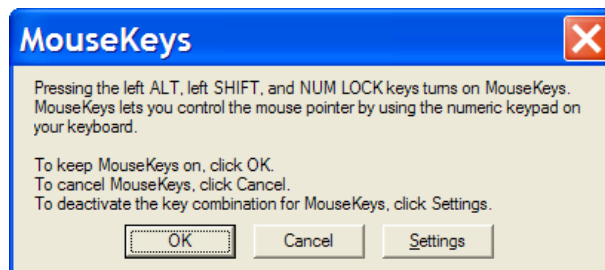 MouseKeys
Pressing the left ALT, left SHIFT, and NUM LOCK keys turns on MouseKeys.
MouseKeys lets you control the mouse pointer by using the numeric keypad on
your keyboard.
To keep MouseKeys on, click OK.
To cancel MouseKeys, click Cancel.
To deactivate the key combination for MouseKeys, click Settings.
OK Cancel Settings